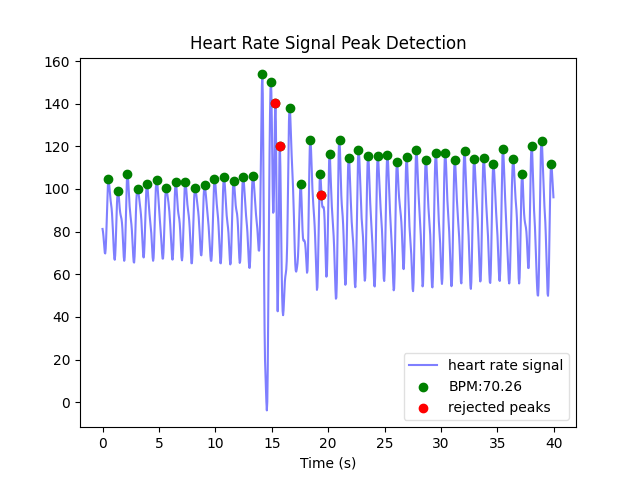 Heart Rate Signal Peak Detection
160
140
120
100
80
60
40
20
0
heart rate signal
BPM:70.26
rejected peaks
0 5 10 15 20 25 30 35 40
Time (s)